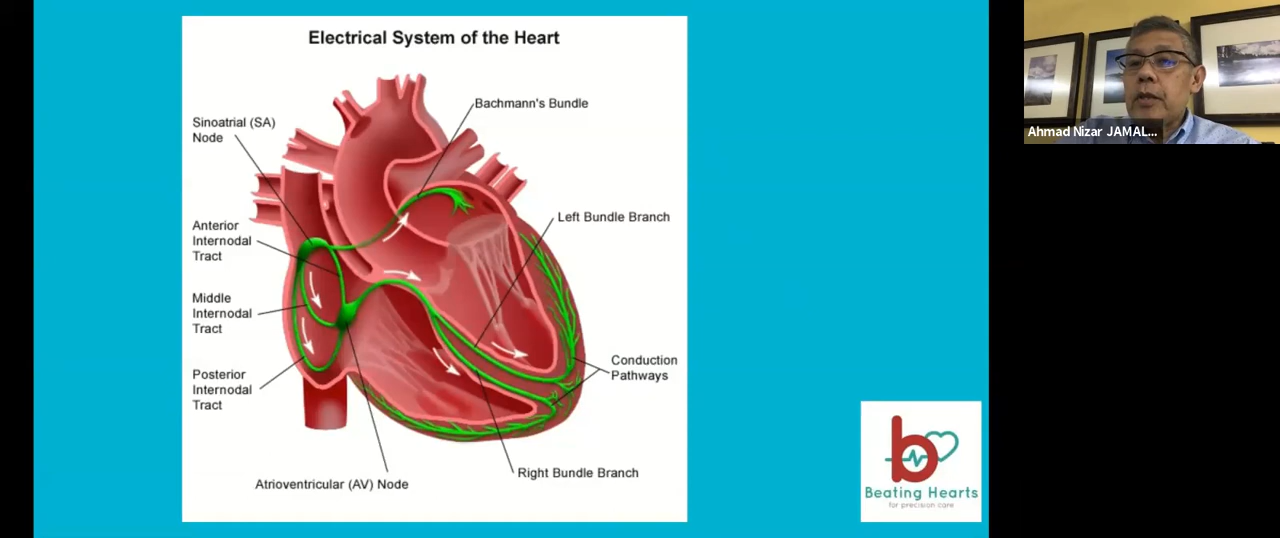 Electrical System of the Heart
Bachmann's Bundle
Sinoatrial (SA)
Node
Left Bundle Branch
Anterior
Internodal
Tract
Middle
Internodal
Tract
Conduction
Pathways
Posterior
Internodal
Tract
Right Bundle Branch
Atrioventricular (AV) Node
b
Beating Hearts
for precision care
Ahmad Nizar JAMAL...